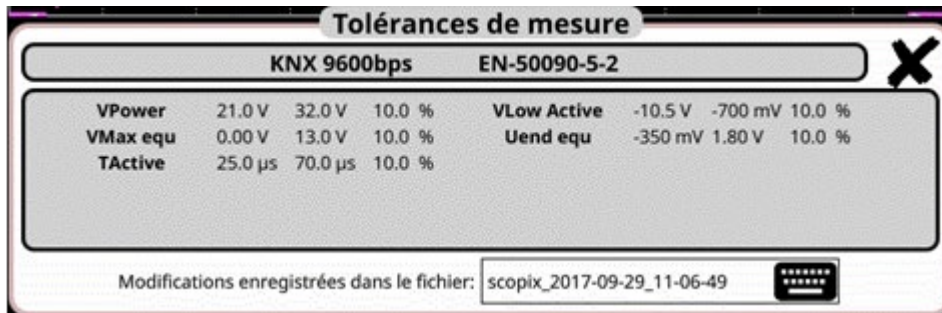 Tolérances de mesure
KNX 9600bps EN-50090-5-2
VPower 21.0 V 32.0 V 10.0 % VLow Active -10.5 V -700 mV 10.0 %
VMax equ 0.00 V 13.0 V 10.0 % Uend equ -350 mV 1.80 V 10.0 %
TActive 25.0 µs 70.0 µs 10.0 %
Modifications enregistrées dans le fichier: scopix_2017-09-29_11-06-49